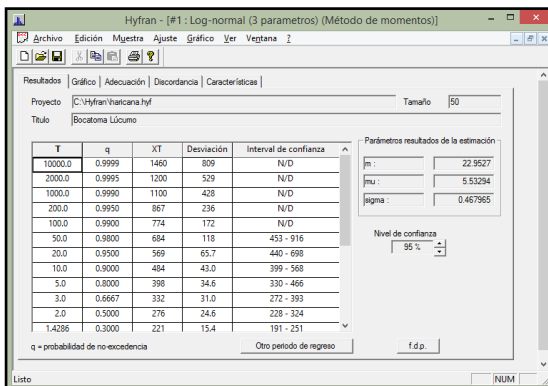 Hyfran - [#1 : Log-normal (3 parametros) (Método de momentos)]
Archivo Edición Muestra Ajuste Gráfico Ver Ventana ?
Resultados Gráfico Adecuación Discordancia Características
Proyecto C:\Hyfran\haricana.hyf Tamaño 50
Titulo Bocatoma Lúcumo
Parámetros resultados de la estimación
T q XT Desviación Interval de confianza
10000.0 0.9999 1460 809 N/D
2000.0 0.9995 1200 529 N/D
1000.0 0.9990 1100 428 N/D
200.0 0.9950 867 236 N/D
100.0 0.9900 774 172 N/D
50.0 0.9800 684 118 453 - 916
20.0 0.9500 569 65.7 440 - 698
10.0 0.9000 484 43.0 399 - 568
5.0 0.8000 398 34.6 330 - 466
3.0 0.6667 332 31.0 272 - 393
2.0 0.5000 276 24.6 228 - 324
1.4286 0.3000 221 15.4 191 - 251
m : 22.9527
mu : 5.53294
sigma : 0.467965
Nivel de confianza
95 %
q = probabilidad de no-excedencia
Otro periodo de regreso
f.d.p.
Listo NUM